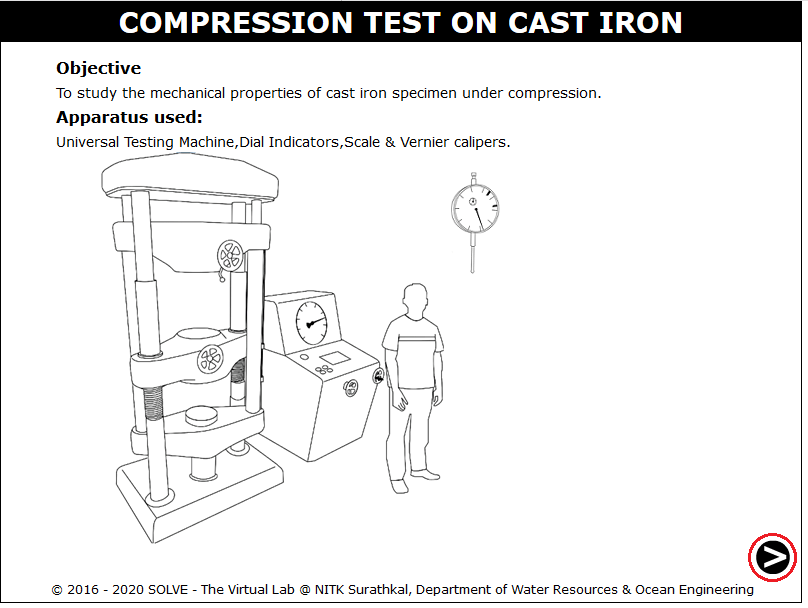 COMPRESSION TEST ON CAST IRON
Objective
To study the mechanical properties of cast iron specimen under compression.
Apparatus used:
Universal Testing Machine,Dial Indicators,Scale & Vernier calipers.
© 2016 - 2020 SOLVE - The Virtual Lab @ NITK Surathkal, Department of Water Resources & Ocean Engineering